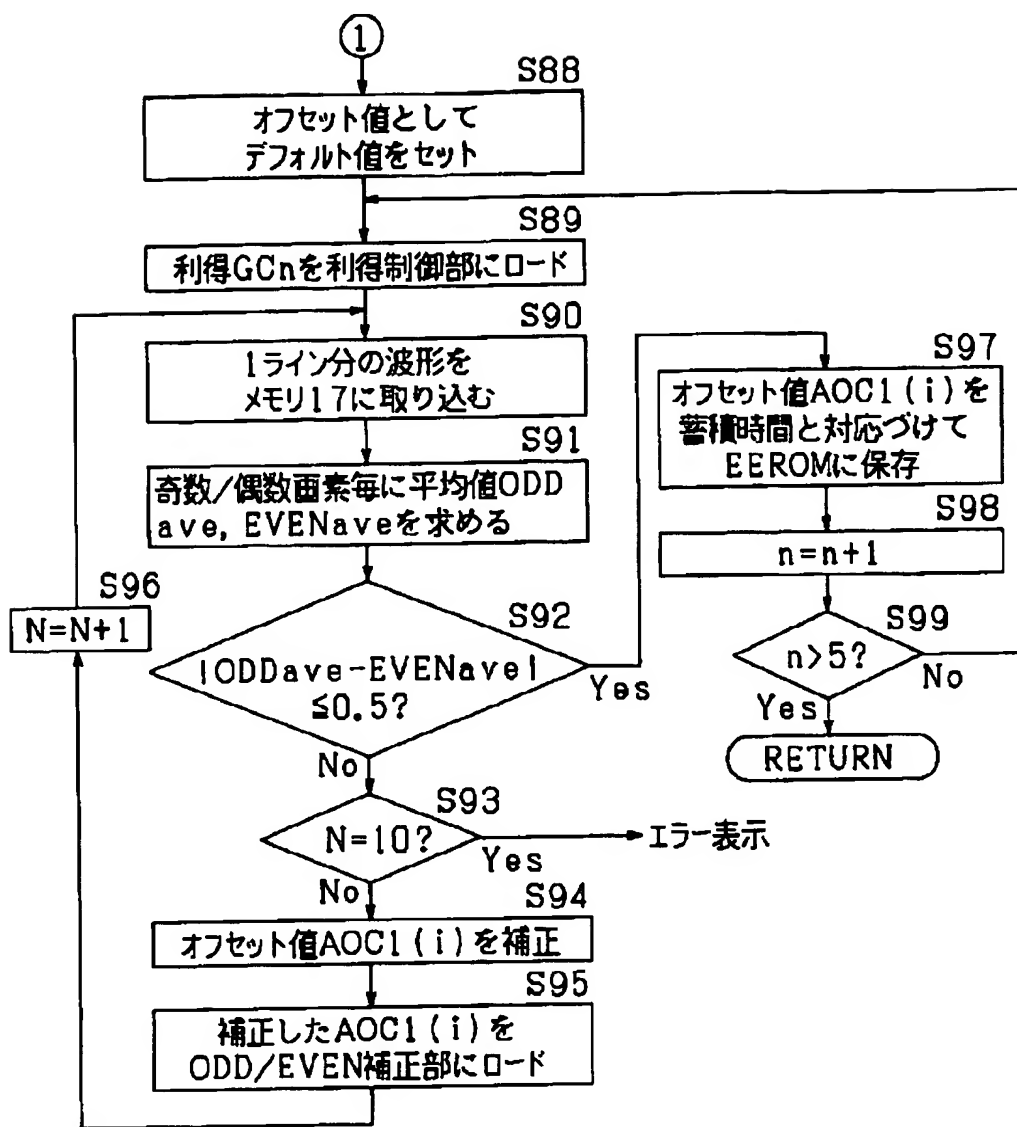 1
S88
オフセット値として
デフォルト値をセット
S89
利得GCnを利得制御部にロード
S90
1ライン分の波形を
メモリ17に取り込む
S91
奇数/偶数画素毎に平均値ODD
ave, EVENaveを求める
S92
|ODDave-EVENave|
≦0.5?
Yes
No
S93
N=10?
Yes
エラー表示
No
S94
オフセット値AOC1(i)を補正
S95
補正したAOC1(i)を
ODD/EVEN補正部にロード
S96
N=N+1
S97
オフセット値AOC1(i)を
蓄積時間と対応づけて
EEROMに保存
S98
n=n+1
S99
n>5?
No
Yes
RETURN